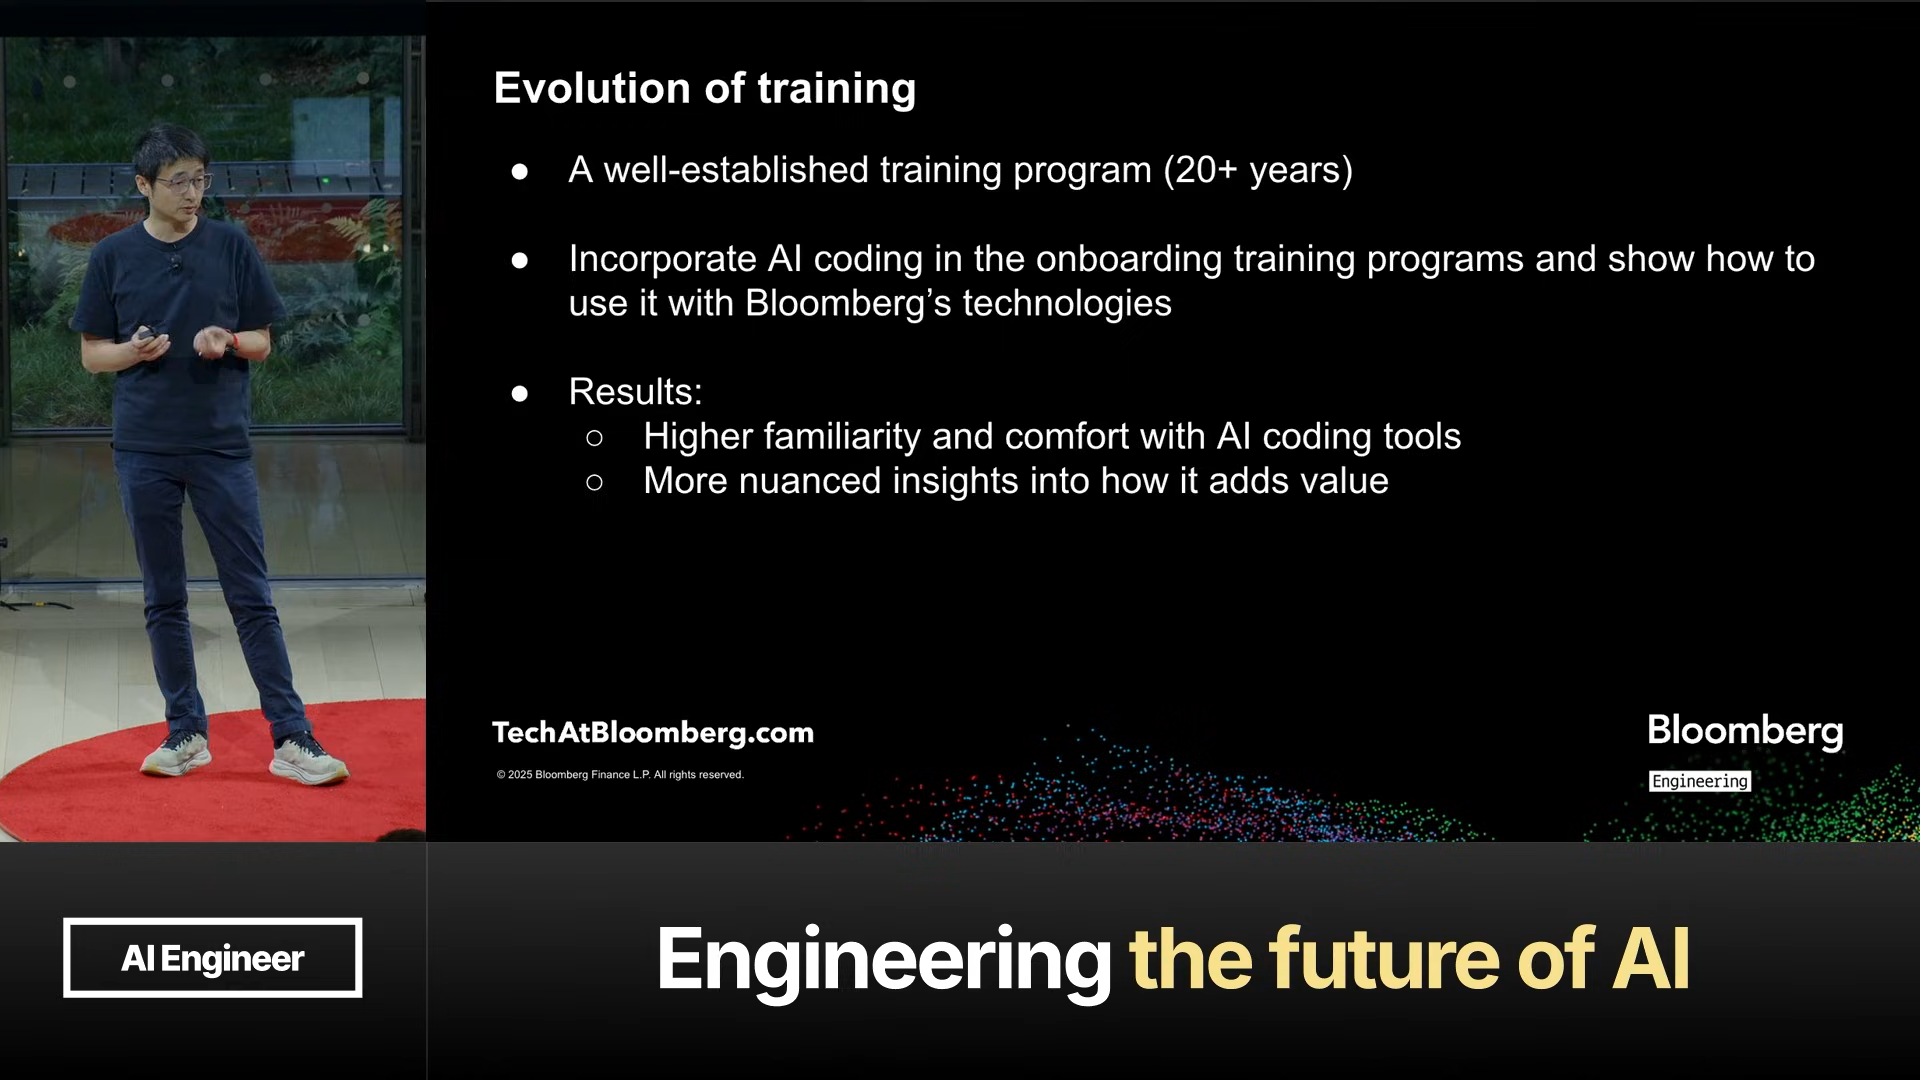 Evolution of training
● A well-established training program (20+ years)
● Incorporate AI coding in the onboarding training programs and show how to
use it with Bloomberg’s technologies
● Results:
○ Higher familiarity and comfort with AI coding tools
○ More nuanced insights into how it adds value
TechAtBloomberg.com
© 2025 Bloomberg Finance L.P. All rights reserved.
Bloomberg
Engineering
AI Engineer
Engineering the future of AI